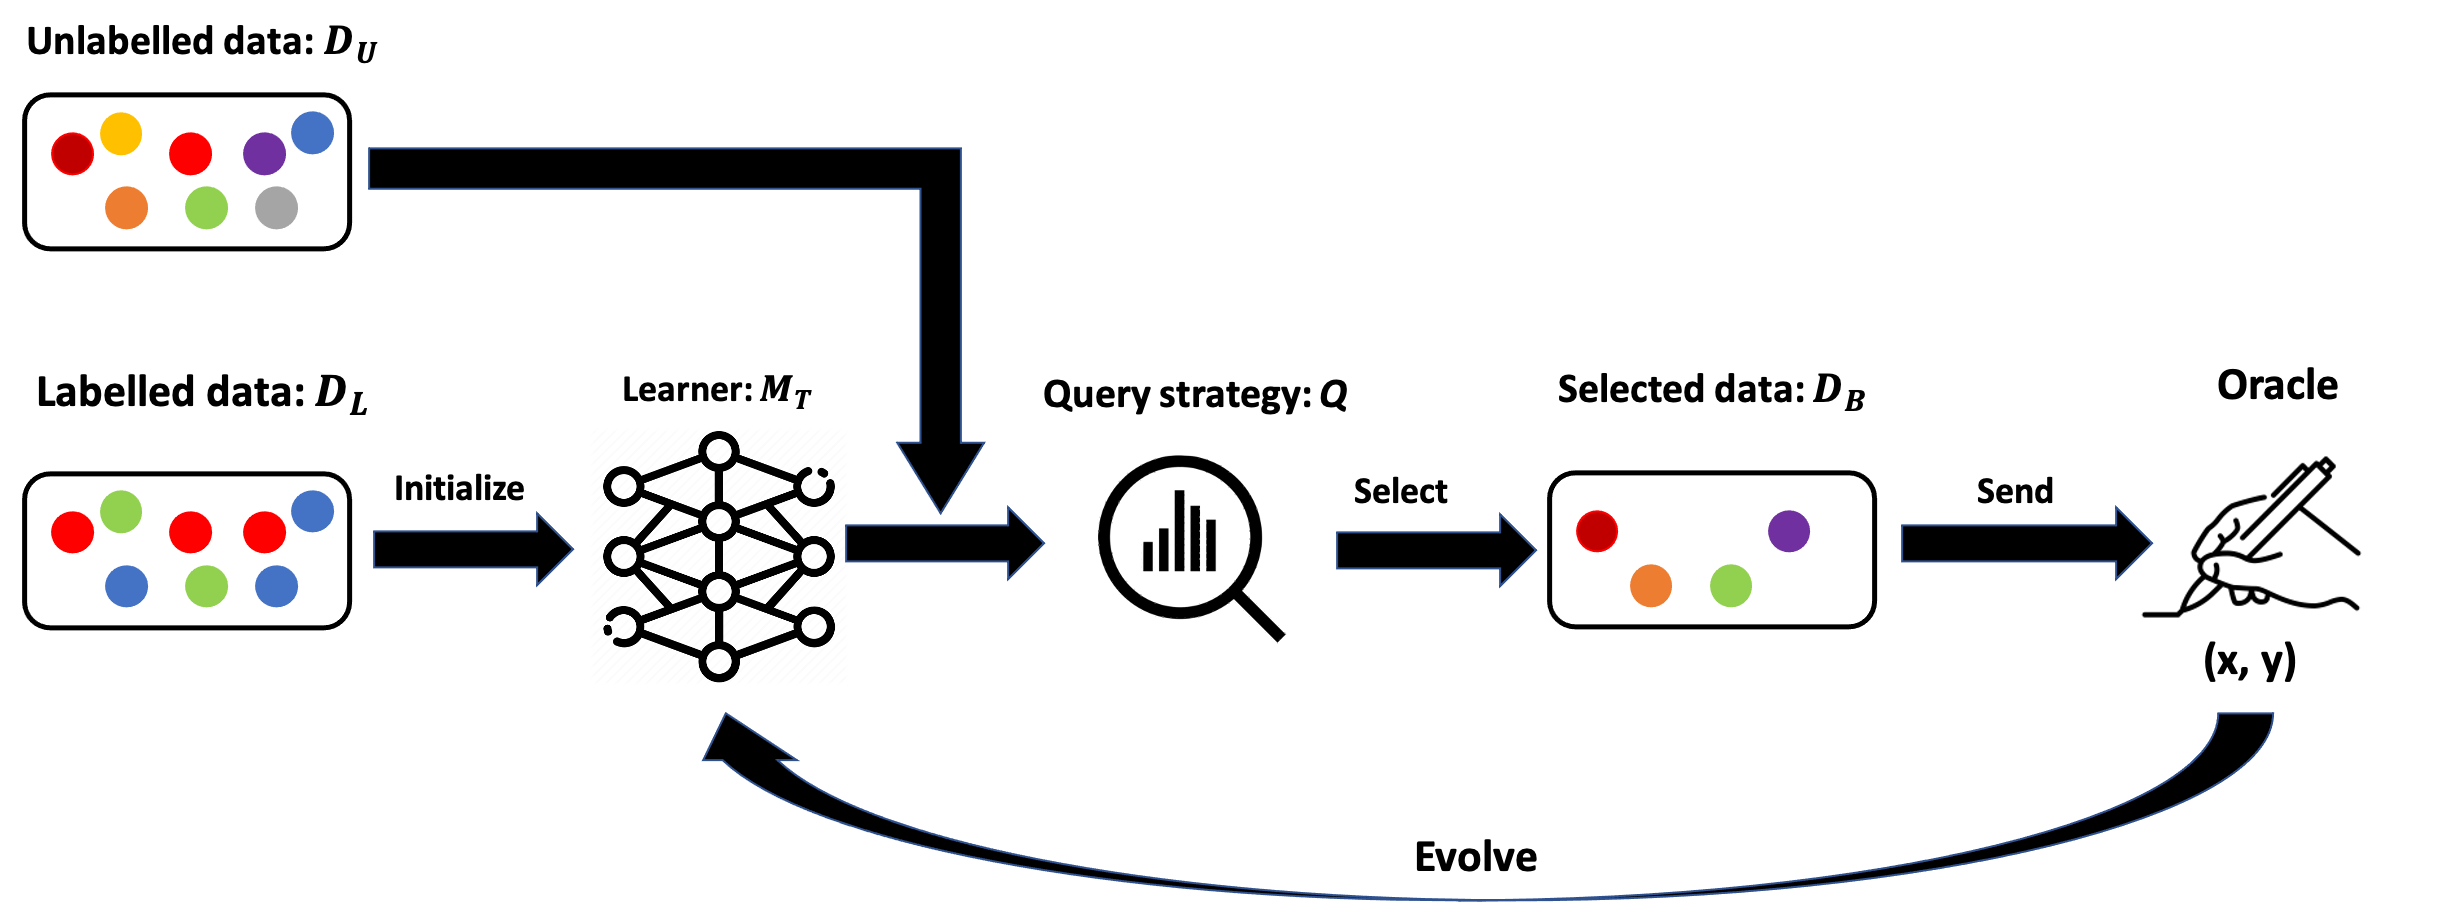 Unlabelled data: D_U
Labelled data: D_L
Initialize
Learner: M_T
Query strategy: Q
Select
Selected data: D_B
Send
Oracle
(x, y)
Evolve